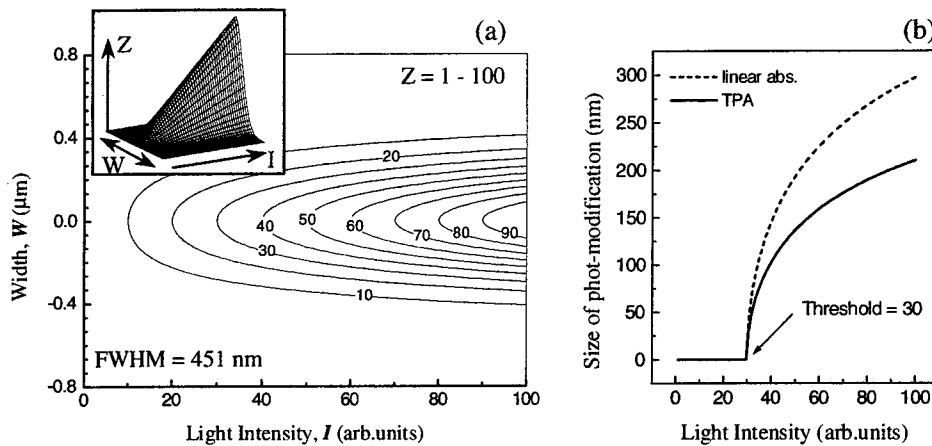 (a)
Z
W
I
Z = 1 - 100
0.8
0.4
0.0
-0.4
-0.8
Width, W (μm)
20
40
50
60
70
80
90
30
10
FWHM = 451 nm
0 20 40 60 80 100
Light Intensity, I (arb.units)
(b)
linear abs.
TPA
300
250
200
150
100
50
0
Size of phot-modification (nm)
Threshold = 30
0 20 40 60 80 100
Light Intensity (arb.units)